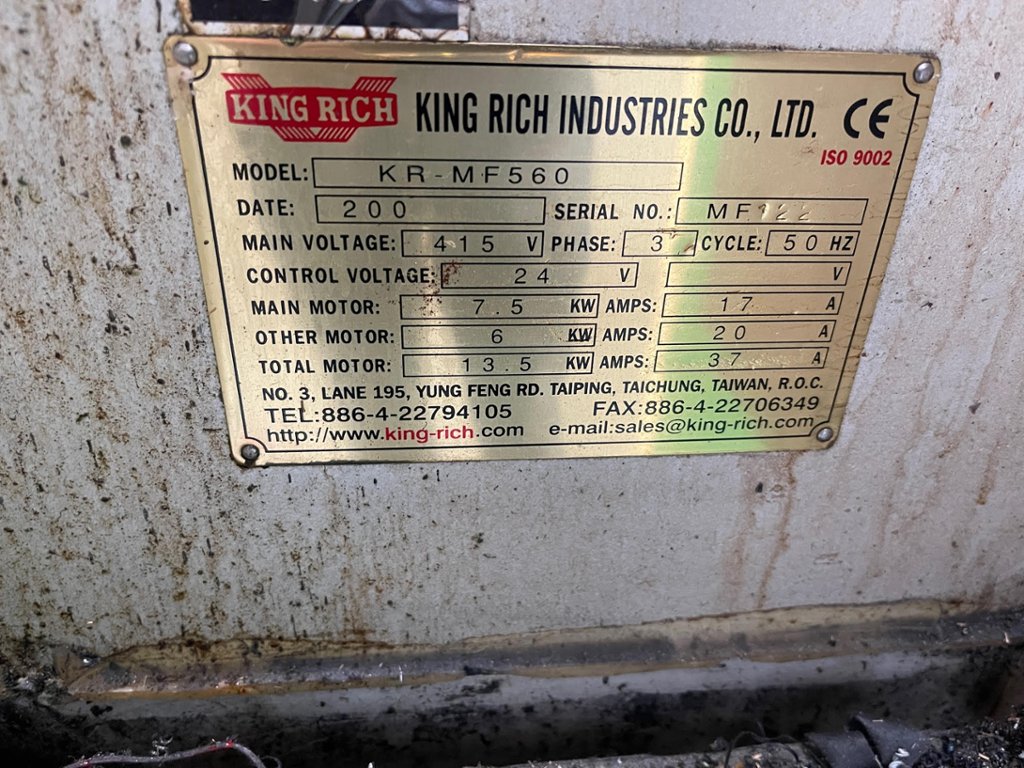 KING RICH KING RICH INDUSTRIES CO., LTD. CE
ISO 9002
MODEL: KR-MF560
DATE: 200 SERIAL NO.: MF122
MAIN VOLTAGE: 415 V PHASE: 3 CYCLE: 50 HZ
CONTROL VOLTAGE: 24 V V
MAIN MOTOR: 7.5 KW AMPS: 17 A
OTHER MOTOR: 6 KW AMPS: 20 A
TOTAL MOTOR: 13.5 KW AMPS: 37 A
NO. 3, LANE 195, YUNG FENG RD. TAIPING, TAICHUNG, TAIWAN, R.O.C.
TEL:886-4-22794105 FAX:886-4-22706349
http://www.king-rich.com e-mail:sales@king-rich.com